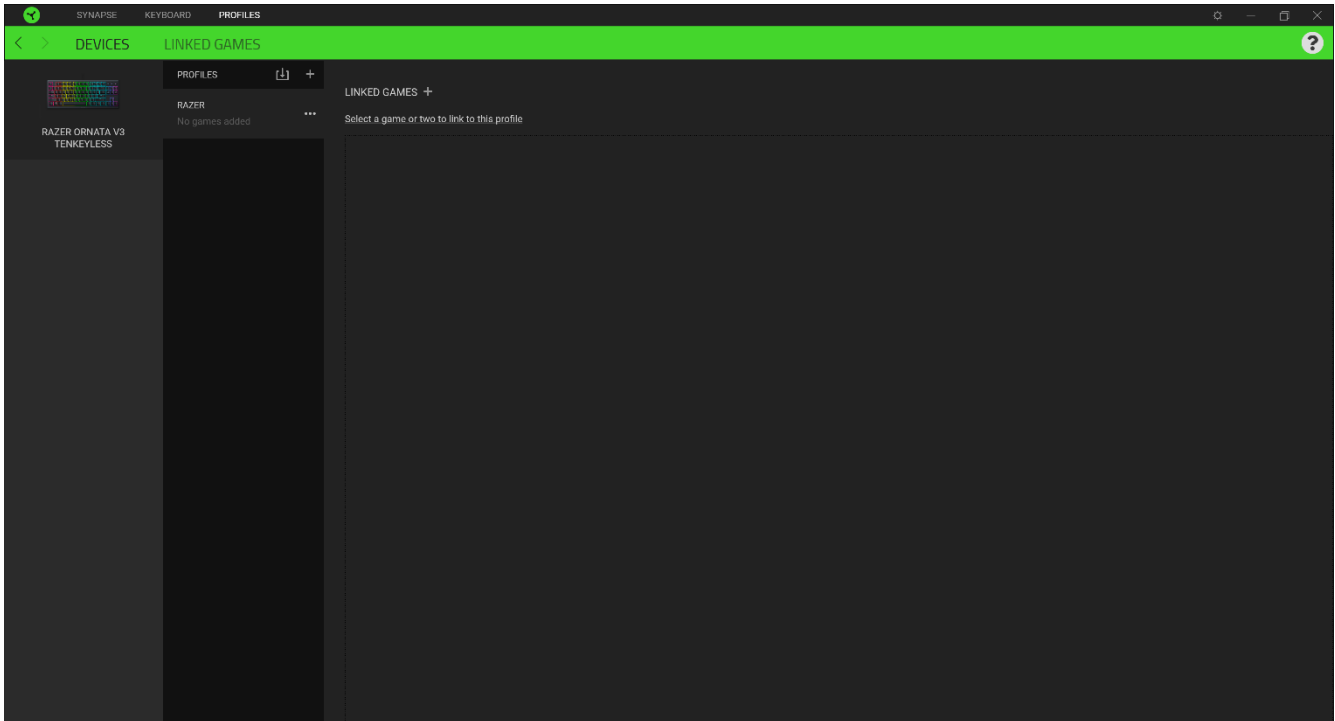 SYNAPSE KEYBOARD PROFILES
DEVICES LINKED GAMES ?
RAZER ORNATA V3
TENKEYLESS
PROFILES
RAZER
No games added
LINKED GAMES
Select a game or two to link to this profile